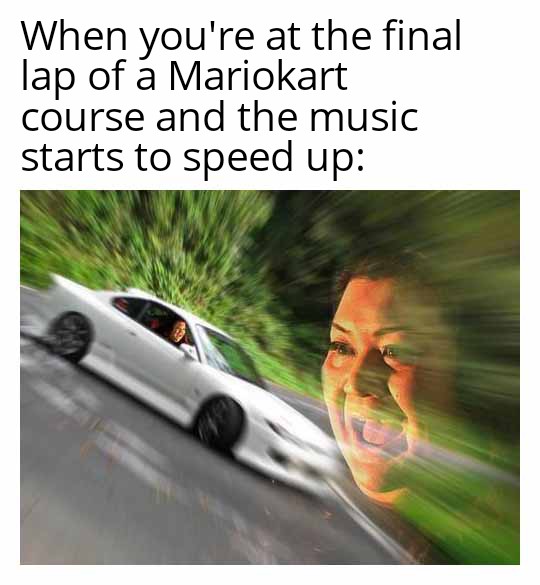 When you're at the final
lap of a Mariokart
course and the music
starts to speed up: